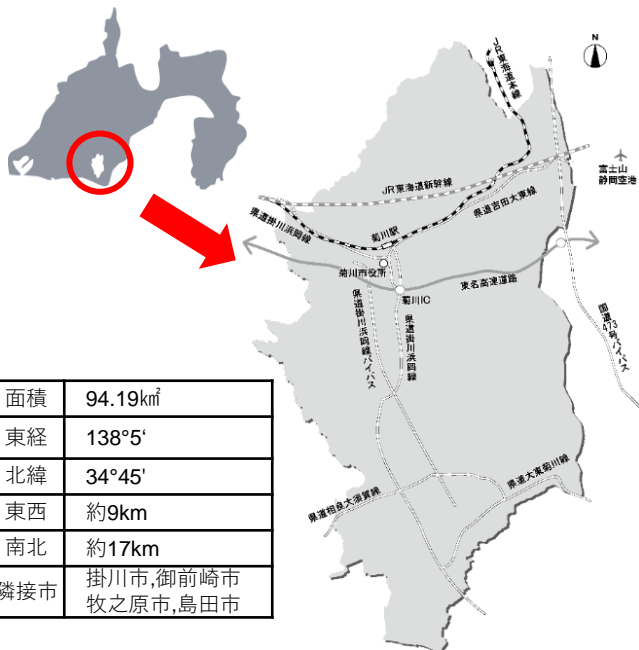 N
JR東海道本線
富士山
静岡空港
JR東海道新幹線
県道吉田大東線
県道掛川浜岡線
菊川駅
菊川市役所
東名高速道路
菊川IC
国道473号バイパス
県道掛川浜岡線バイパス
県道掛川浜岡線
県道大東菊川線
県道相良大須賀線
面積 94.19㎢
東経 138°5‘
北緯 34°45'
東西 約9km
南北 約17km
隣接市 掛川市,御前崎市
牧之原市,島田市